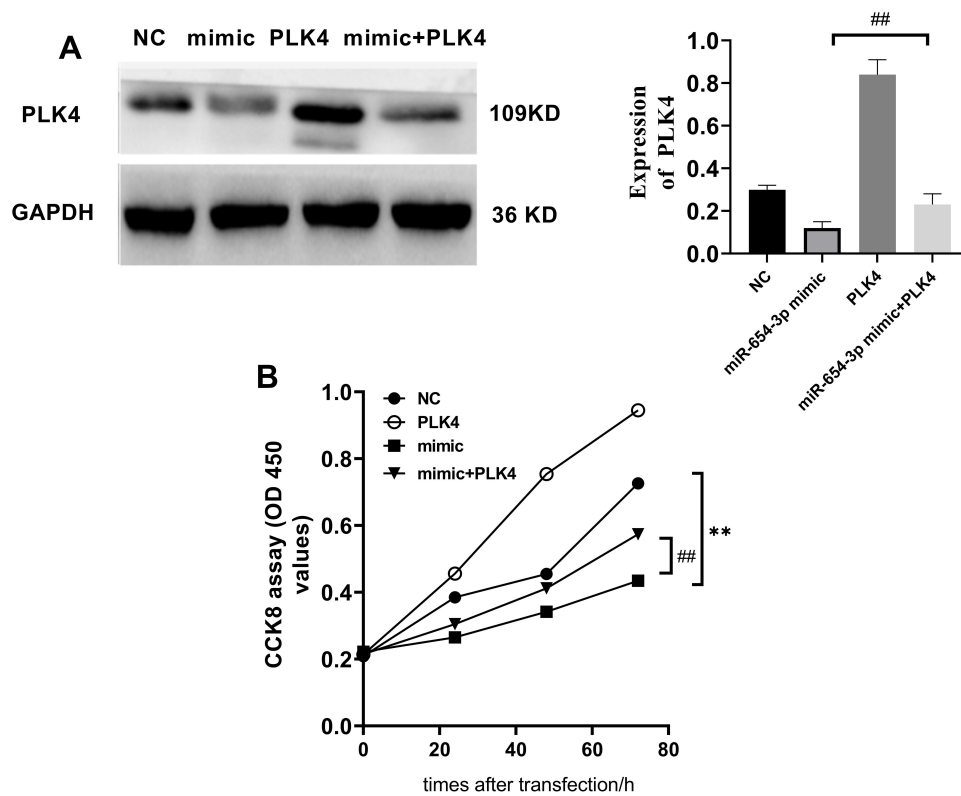 A
NC mimic PLK4 mimic+PLK4
PLK4
109KD
GAPDH
36 KD
##
Expression
of PLK4
1.0
0.8
0.6
0.4
0.2
0.0
NC
miR-654-3p mimic
PLK4
miR-654-3p mimic+PLK4
B
CCK8 assay (OD 450
values)
1.0
0.8
0.6
0.4
0.2
0.0
NC
PLK4
mimic
mimic+PLK4
**
##
0 20 40 60 80
times after transfection/h